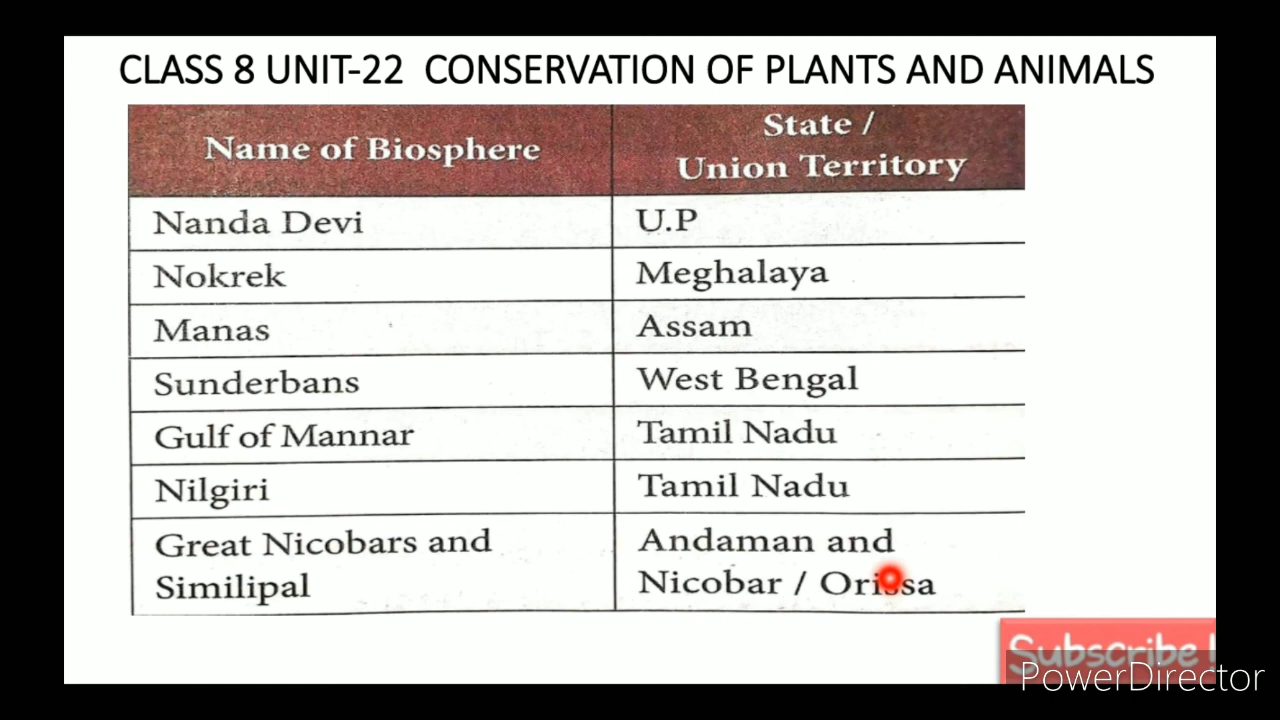 CLASS 8 UNIT-22 CONSERVATION OF PLANTS AND ANIMALS
Name of Biosphere
State /
Union Territory
Nanda Devi
U.P
Nokrek
Meghalaya
Manas
Assam
Sunderbans
West Bengal
Gulf of Mannar
Tamil Nadu
Nilgiri
Tamil Nadu
Great Nicobars and
Similipal
Andaman and
Nicobar / Orissa
Subscribe !
PowerDirector